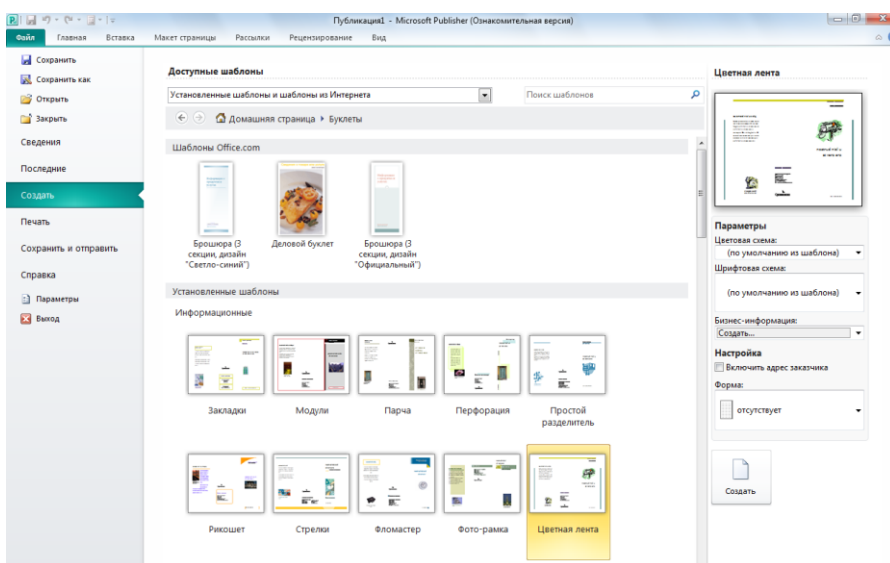 Публикация1 - Microsoft Publisher (Ознакомительная версия)
Файл Главная Вставка Макет страницы Рассылки Рецензирование Вид
Сохранить
Сохранить как
Открыть
Закрыть
Сведения
Последние
Создать
Печать
Сохранить и отправить
Справка
Параметры
Выход
Доступные шаблоны
Установленные шаблоны и шаблоны из Интернета
Поиск шаблонов
Домашняя страница
Буклеты
Шаблоны Office.com
Брошюра (3
секции, дизайн
"Светло-синий")
Деловой буклет
Брошюра (3
секции, дизайн
"Официальный")
Установленные шаблоны
Информационные
Закладки
Модули
Парча
Перфорация
Простой
разделитель
Рикошет
Стрелки
Фломастер
Фото-рамка
Цветная лента
Цветная лента
Параметры
Цветовая схема:
(по умолчанию из шаблона)
Шрифтовая схема:
(по умолчанию из шаблона)
Бизнес-информация:
Создать...
Настройка
Включить адрес заказчика
Форма:
отсутствует
Создать